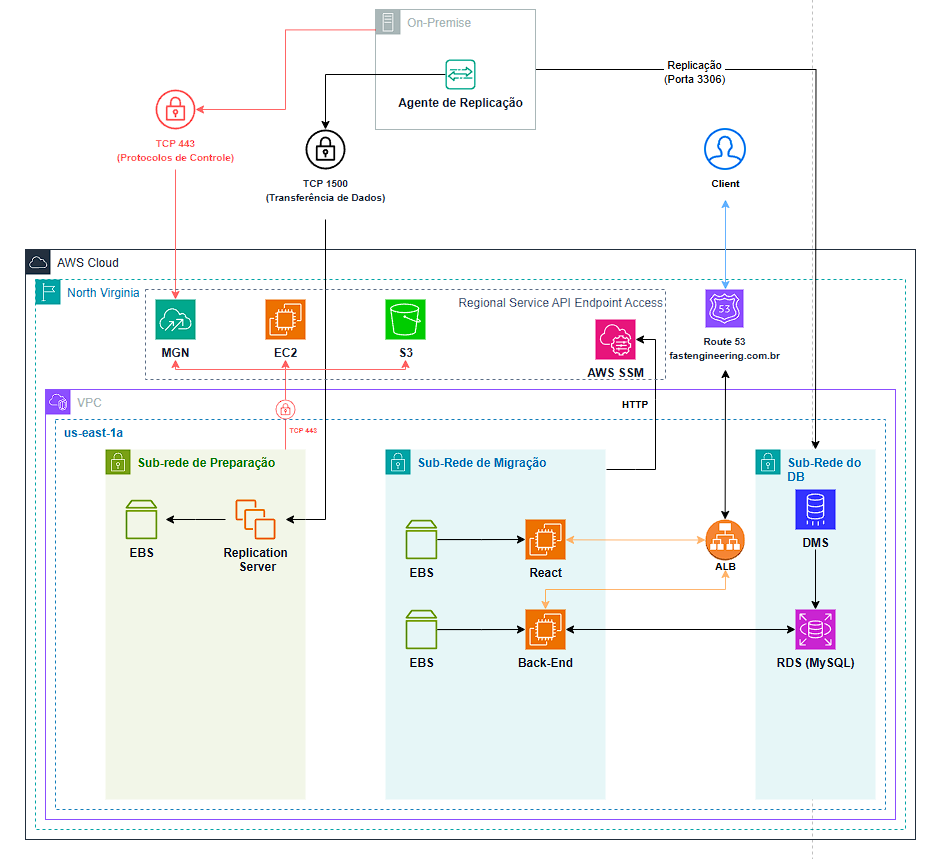 On-Premise
Agente de Replicação
Replicação
(Porta 3306)
TCP 443
(Protocolos de Controle)
TCP 1500
(Transferência de Dados)
Client
AWS Cloud
North Virginia
Regional Service API Endpoint Access
MGN
EC2
S3
AWS SSM
53
Route 53
fastengineering.com.br
VPC
HTTP
TCP 443
us-east-1a
Sub-rede de Preparação
Sub-Rede de Migração
Sub-Rede do
DB
EBS
Replication
Server
EBS
React
ALB
DMS
EBS
Back-End
RDS (MySQL)